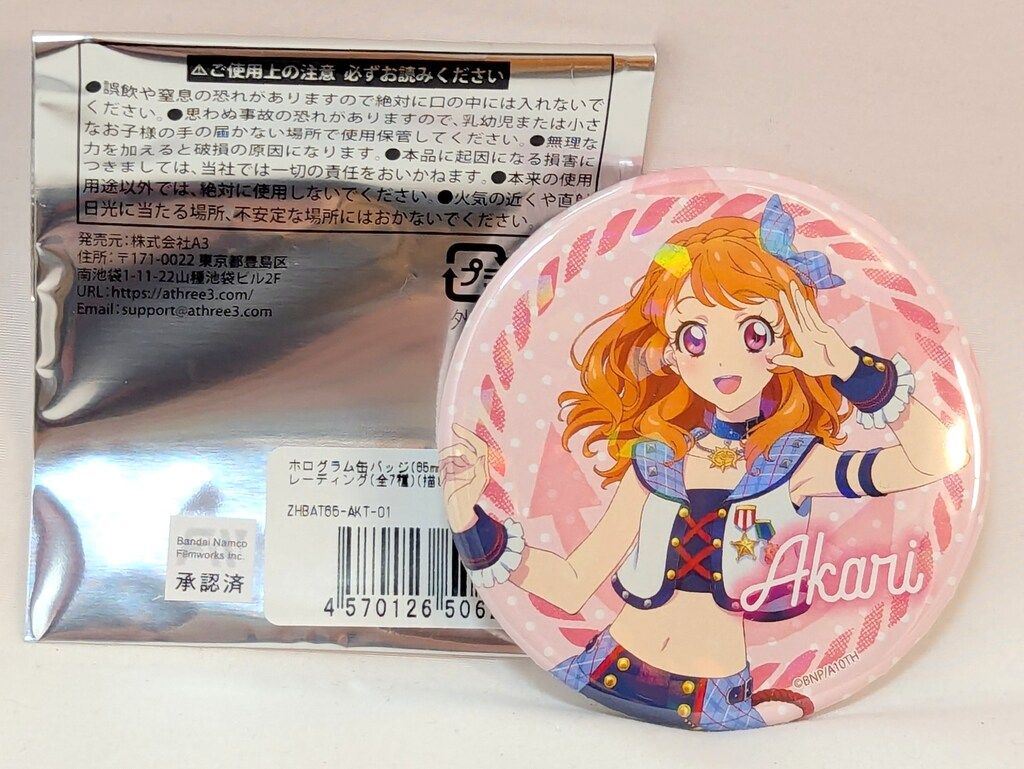 ⚠ご使用上の注意 必ずお読みください
●誤飲や窒息の恐れがありますので絶対に口の中には入れないで
ください。●思わぬ事故の恐れがありますので、乳幼児または小さ
なお子様の手の届かない場所で使用保管してください。●無理な
力を加えると破損の原因になります。●本品に起因になる損害に
つきましては、当社では一切の責任をおいかねます。●本来の使用
用途以外では、絶対に使用しないでください。●火気の近くや直射
日光に当たる場所、不安定な場所にはおかないでください。
発売元：株式会社A3
住所：〒171-0022 東京都豊島区
南池袋1-11-22山種池袋ビル2F
URL：https://athree3.com/
Email：support@athree3.com
プラ
外
ホログラム缶バッジ(65m
レーティング(全7種)(描
ZHBAT65-AKT-01
4 570126 506
Bandai Namco
Filmworks Inc.
承認済
Akari
©BNP/A10TH